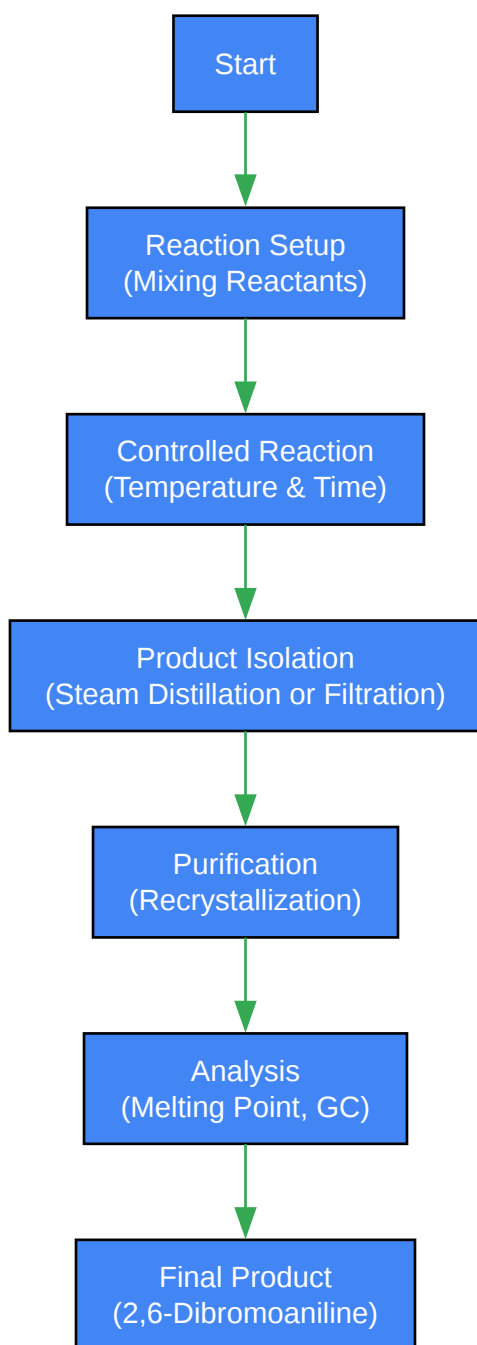 Start
Reaction Setup
(Mixing Reactants)
Controlled Reaction
(Temperature & Time)
Product Isolation
(Steam Distillation or Filtration)
Purification
(Recrystallization)
Analysis
(Melting Point, GC)
Final Product
(2,6-Dibromoaniline)